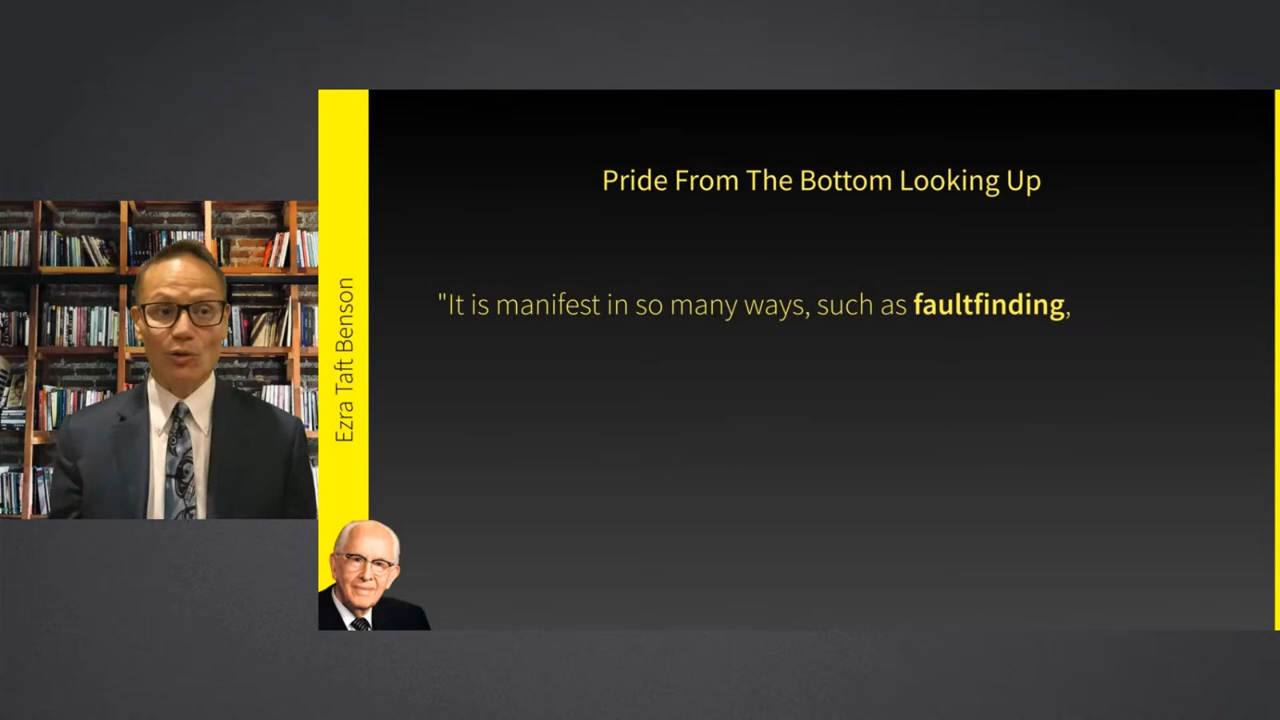 Pride From The Bottom Looking Up
"It is manifest in so many ways, such as faultfinding,
Ezra Taft Benson